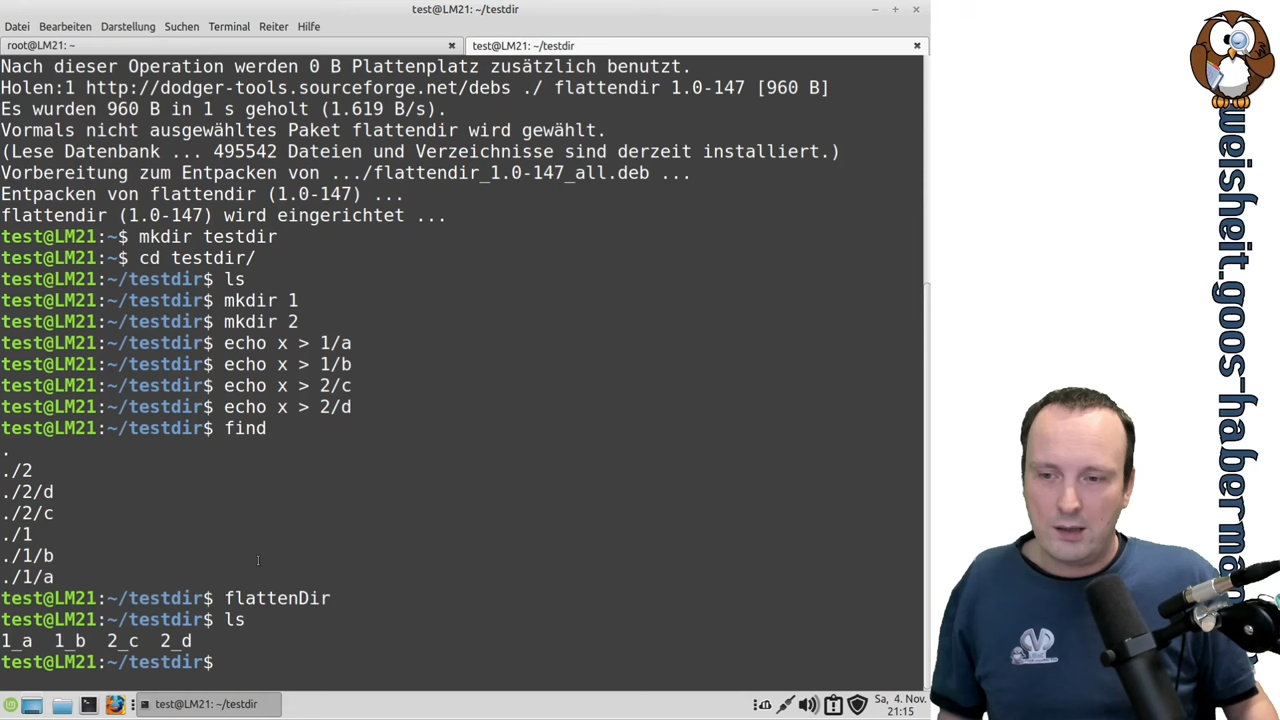 test@LM21: ~/testdir
Datei Bearbeiten Darstellung Suchen Terminal Reiter Hilfe
root@LM21: ~
test@LM21: ~/testdir
Nach dieser Operation werden 0 B Plattenplatz zusätzlich benutzt.
Holen:1 http://dodger-tools.sourceforge.net/debs ./ flattendir 1.0-147 [960 B]
Es wurden 960 B in 1 s geholt (1.619 B/s).
Vormals nicht ausgewähltes Paket flattendir wird gewählt.
(Lese Datenbank ... 495542 Dateien und Verzeichnisse sind derzeit installiert.)
Vorbereitung zum Entpacken von .../flattendir_1.0-147_all.deb ...
Entpacken von flattendir (1.0-147) ...
flattendir (1.0-147) wird eingerichtet ...
test@LM21:~$ mkdir testdir
test@LM21:~$ cd testdir/
test@LM21:~/testdir$ ls
test@LM21:~/testdir$ mkdir 1
test@LM21:~/testdir$ mkdir 2
test@LM21:~/testdir$ echo x > 1/a
test@LM21:~/testdir$ echo x > 1/b
test@LM21:~/testdir$ echo x > 2/c
test@LM21:~/testdir$ echo x > 2/d
test@LM21:~/testdir$ find
.
./2
./2/d
./2/c
./1
./1/b
./1/a
test@LM21:~/testdir$ flattenDir
test@LM21:~/testdir$ ls
1_a 1_b 2_c 2_d
test@LM21:~/testdir$
test@LM21: ~/testdir
Sa, 4. Nov.
21:15
weisheit.goos-haberman